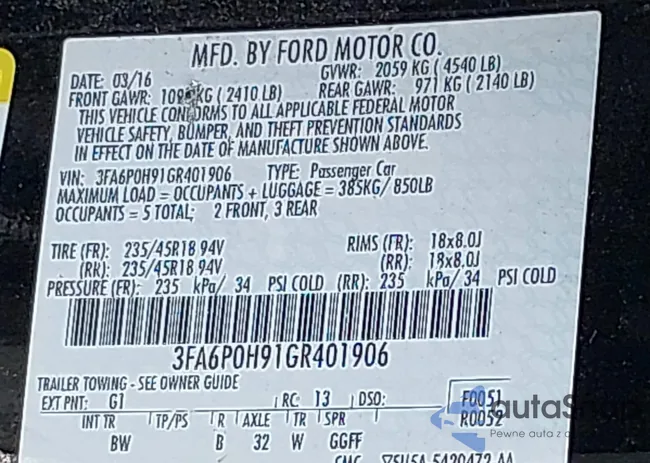 MFD. BY FORD MOTOR CO.
DATE: 03/16 GVWR: 2059 KG ( 4540 LB)
FRONT GAWR: KG ( 2410 LB) REAR GAWR: 971 KG ( 2140 LB)
THIS VEHICLE CONFORMS TO ALL APPLICABLE FEDERAL MOTOR
VEHICLE SAFETY, BUMPER, AND THEFT PREVENTION STANDARDS
IN EFFECT ON THE DATE OF MANUFACTURE SHOWN ABOVE.
VIN: 3FA6P0H91GR401906 TYPE: Passenger Car
MAXIMUM LOAD = OCCUPANTS + LUGGAGE = 385KG/ 850LB
OCCUPANTS = 5 TOTAL; 2 FRONT, 3 REAR
TIRE (FR): 235/45R18 94V RIMS (FR): 18x8.0J
(RR): 235/45R18 94V (RR): 18x8.0J
PRESSURE (FR): 235 kPa/ 34 PSI COLD (RR): 235 kPa/ 34 PSI COLD
3FA6P0H91GR401906
TRAILER TOWING - SEE OWNER GUIDE
EXT PNT: G1 RC: 13 DSO: F0051
INT TR TP/PS R AXLE TR SPR R0052
BW B 32 W GGFF
Pewne auta z